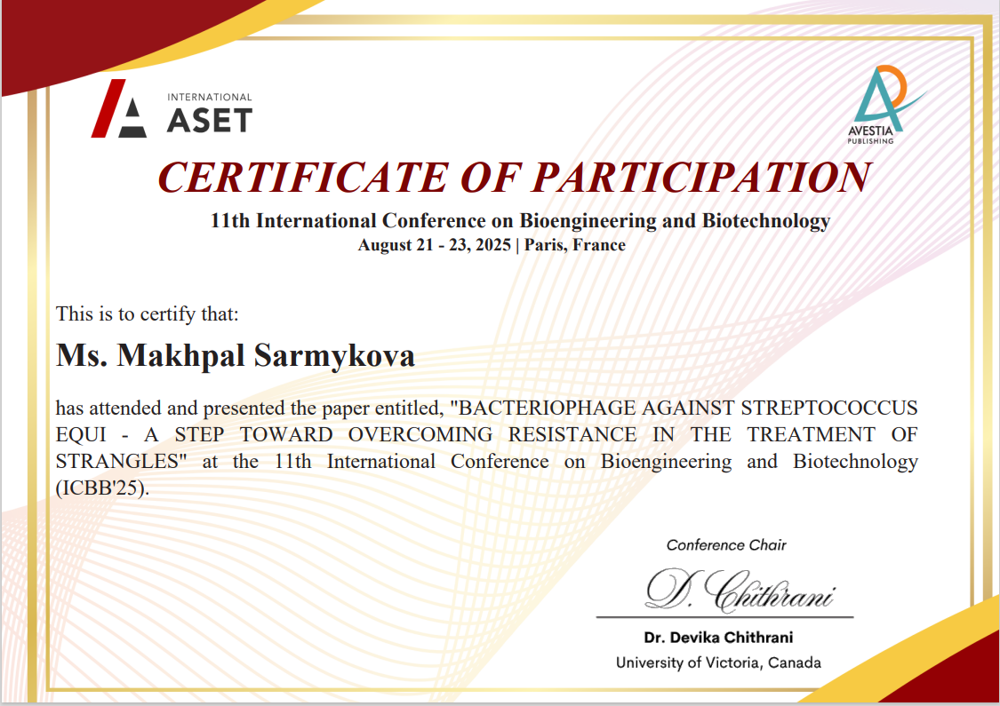 INTERNATIONAL
ASET
AVESTIA
PUBLISHING
CERTIFICATE OF PARTICIPATION
11th International Conference on Bioengineering and Biotechnology
August 21 - 23, 2025 | Paris, France
This is to certify that:
Ms. Makhpal Sarmykova
has attended and presented the paper entitled, "BACTERIOPHAGE AGAINST STREPTOCOCCUS
EQUI - A STEP TOWARD OVERCOMING RESISTANCE IN THE TREATMENT OF
STRANGLES" at the 11th International Conference on Bioengineering and Biotechnology
(ICBB'25).
Conference Chair
D. Chithrani
Dr. Devika Chithrani
University of Victoria, Canada